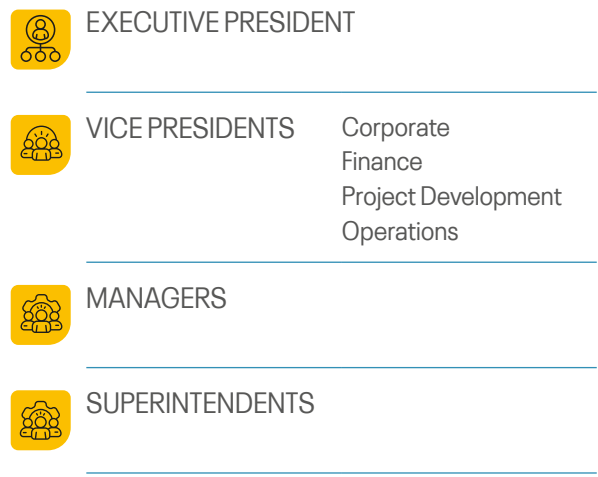 EXECUTIVE PRESIDENT
VICE PRESIDENTS
Corporate
Finance
Project Development
Operations
MANAGERS
SUPERINTENDENTS